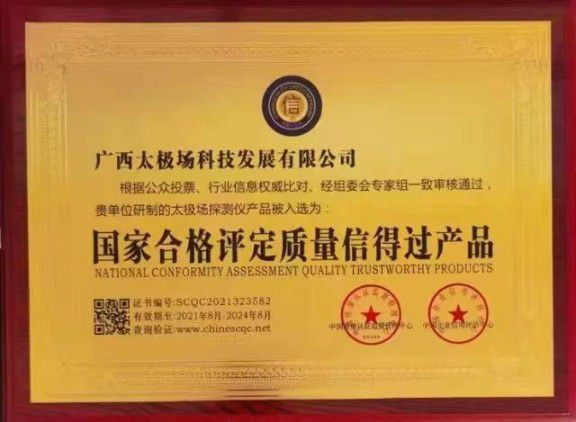 信
广西太极场科技发展有限公司
根据公众投票、行业信息权威比对、经组委会专家组一致审核通过，
贵单位研制的太极场探测仪产品被入选为：
国家合格评定质量信得过产品
NATIONAL CONFORMITY ASSESSMENT QUALITY TRUSTWORTHY PRODUCTS
证书编号:SCQC2021323582
有效期至:2021年8月-2024年8月
查询验证:www.chinescqc.net